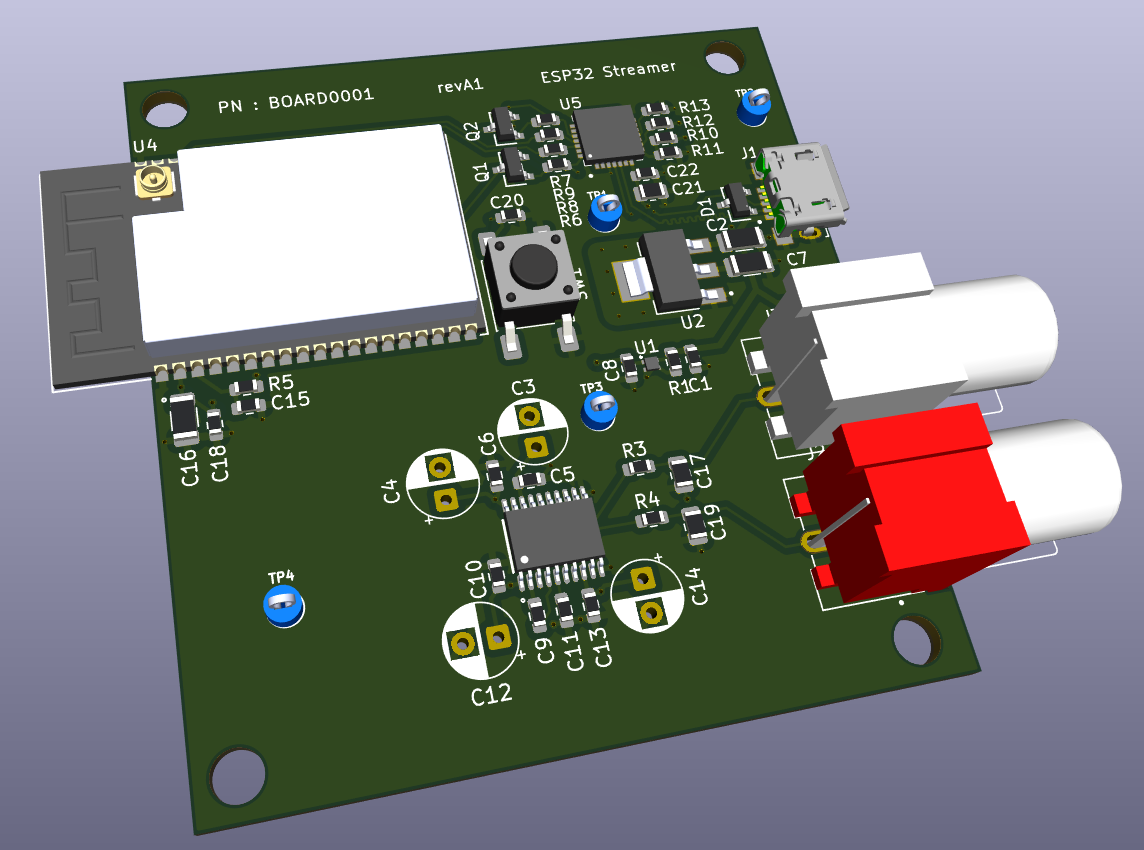 ESP32 Streamer
revA1
PN : BOARD0001
U4
Q2
Q1
U5
R13
R12
R10
R11
J1
C22
C21
R7
R9
R8
R6
TP1
C20
D1
C2
C7
U2
U1
C8
R1
C1
R5
C15
C16
C18
C3
TP3
C6
C4
C5
R3
C17
R4
C19
C10
C14
TP4
C9
C11
C13
C12
+
+
+
+